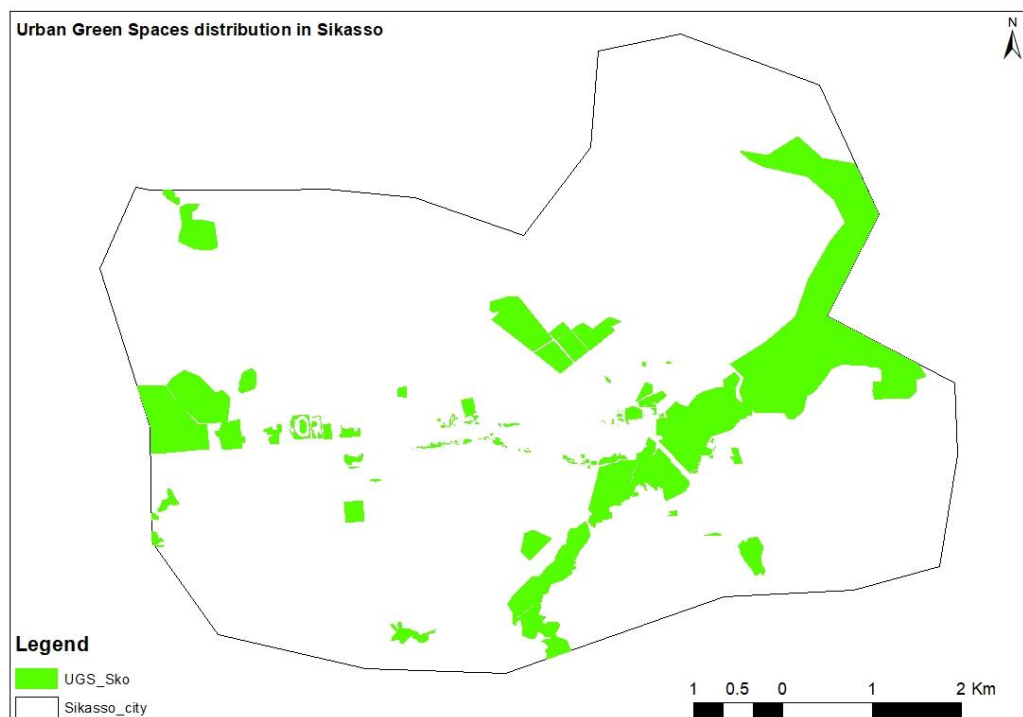 Urban Green Spaces distribution in Sikasso
N
Legend
UGS_Sko
Sikasso_city
1 0.5 0 1 2 Km